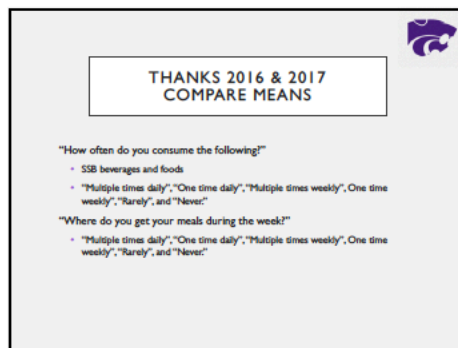 THANKS 2016 & 2017
COMPARE MEANS
“How often do you consume the following?”
• SSB beverages and foods
• “Multiple times daily”, “One time daily”, “Multiple times weekly”, One time
weekly”, “Rarely”, and “Never.”
“Where do you get your meals during the week?”
• “Multiple times daily”, “One time daily”, “Multiple times weekly”, One time
weekly”, “Rarely”, and “Never.”